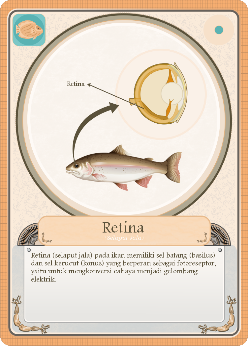 Retina
Retina
Retina (selaput jala) pada ikan memiliki sel batang (basilus)
dan sel kerucut (konus) yang berperan sebagai fotoreseptor,
yaitu untuk mengkonversi cahaya menjadi gelombang
elektrik.